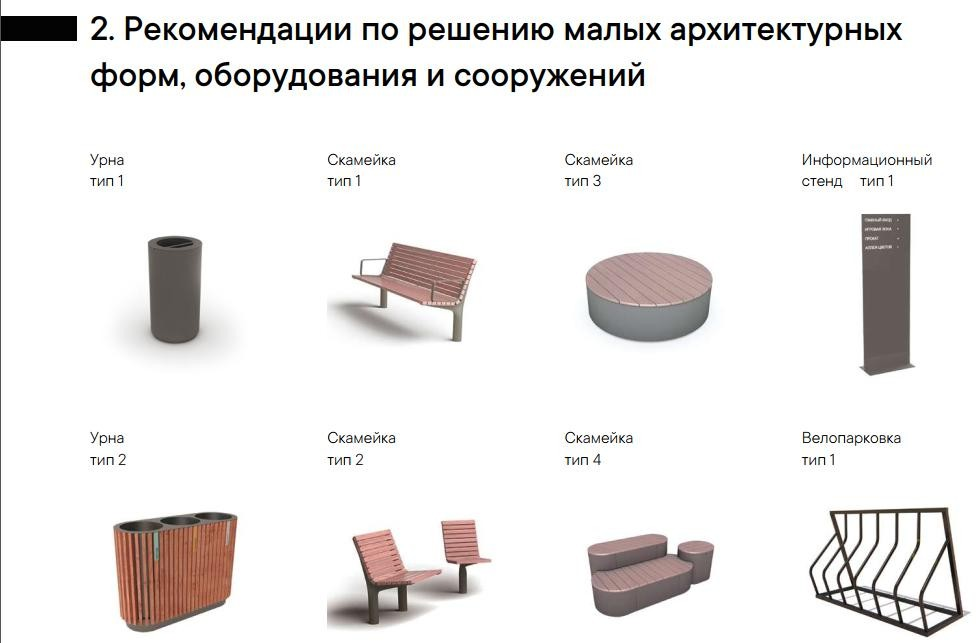 2. Рекомендации по решению малых архитектурных
форм, оборудования и сооружений
Урна
тип 1
Скамейка
тип 1
Скамейка
тип 3
Информационный
стенд тип 1
ГЛАВНЫЙ ВХОД
ИГРОВАЯ ЗОНА
ПРОКАТ
АЛЛЕЯ ЦВЕТОВ
Урна
тип 2
Скамейка
тип 2
Скамейка
тип 4
Велопарковка
тип 1